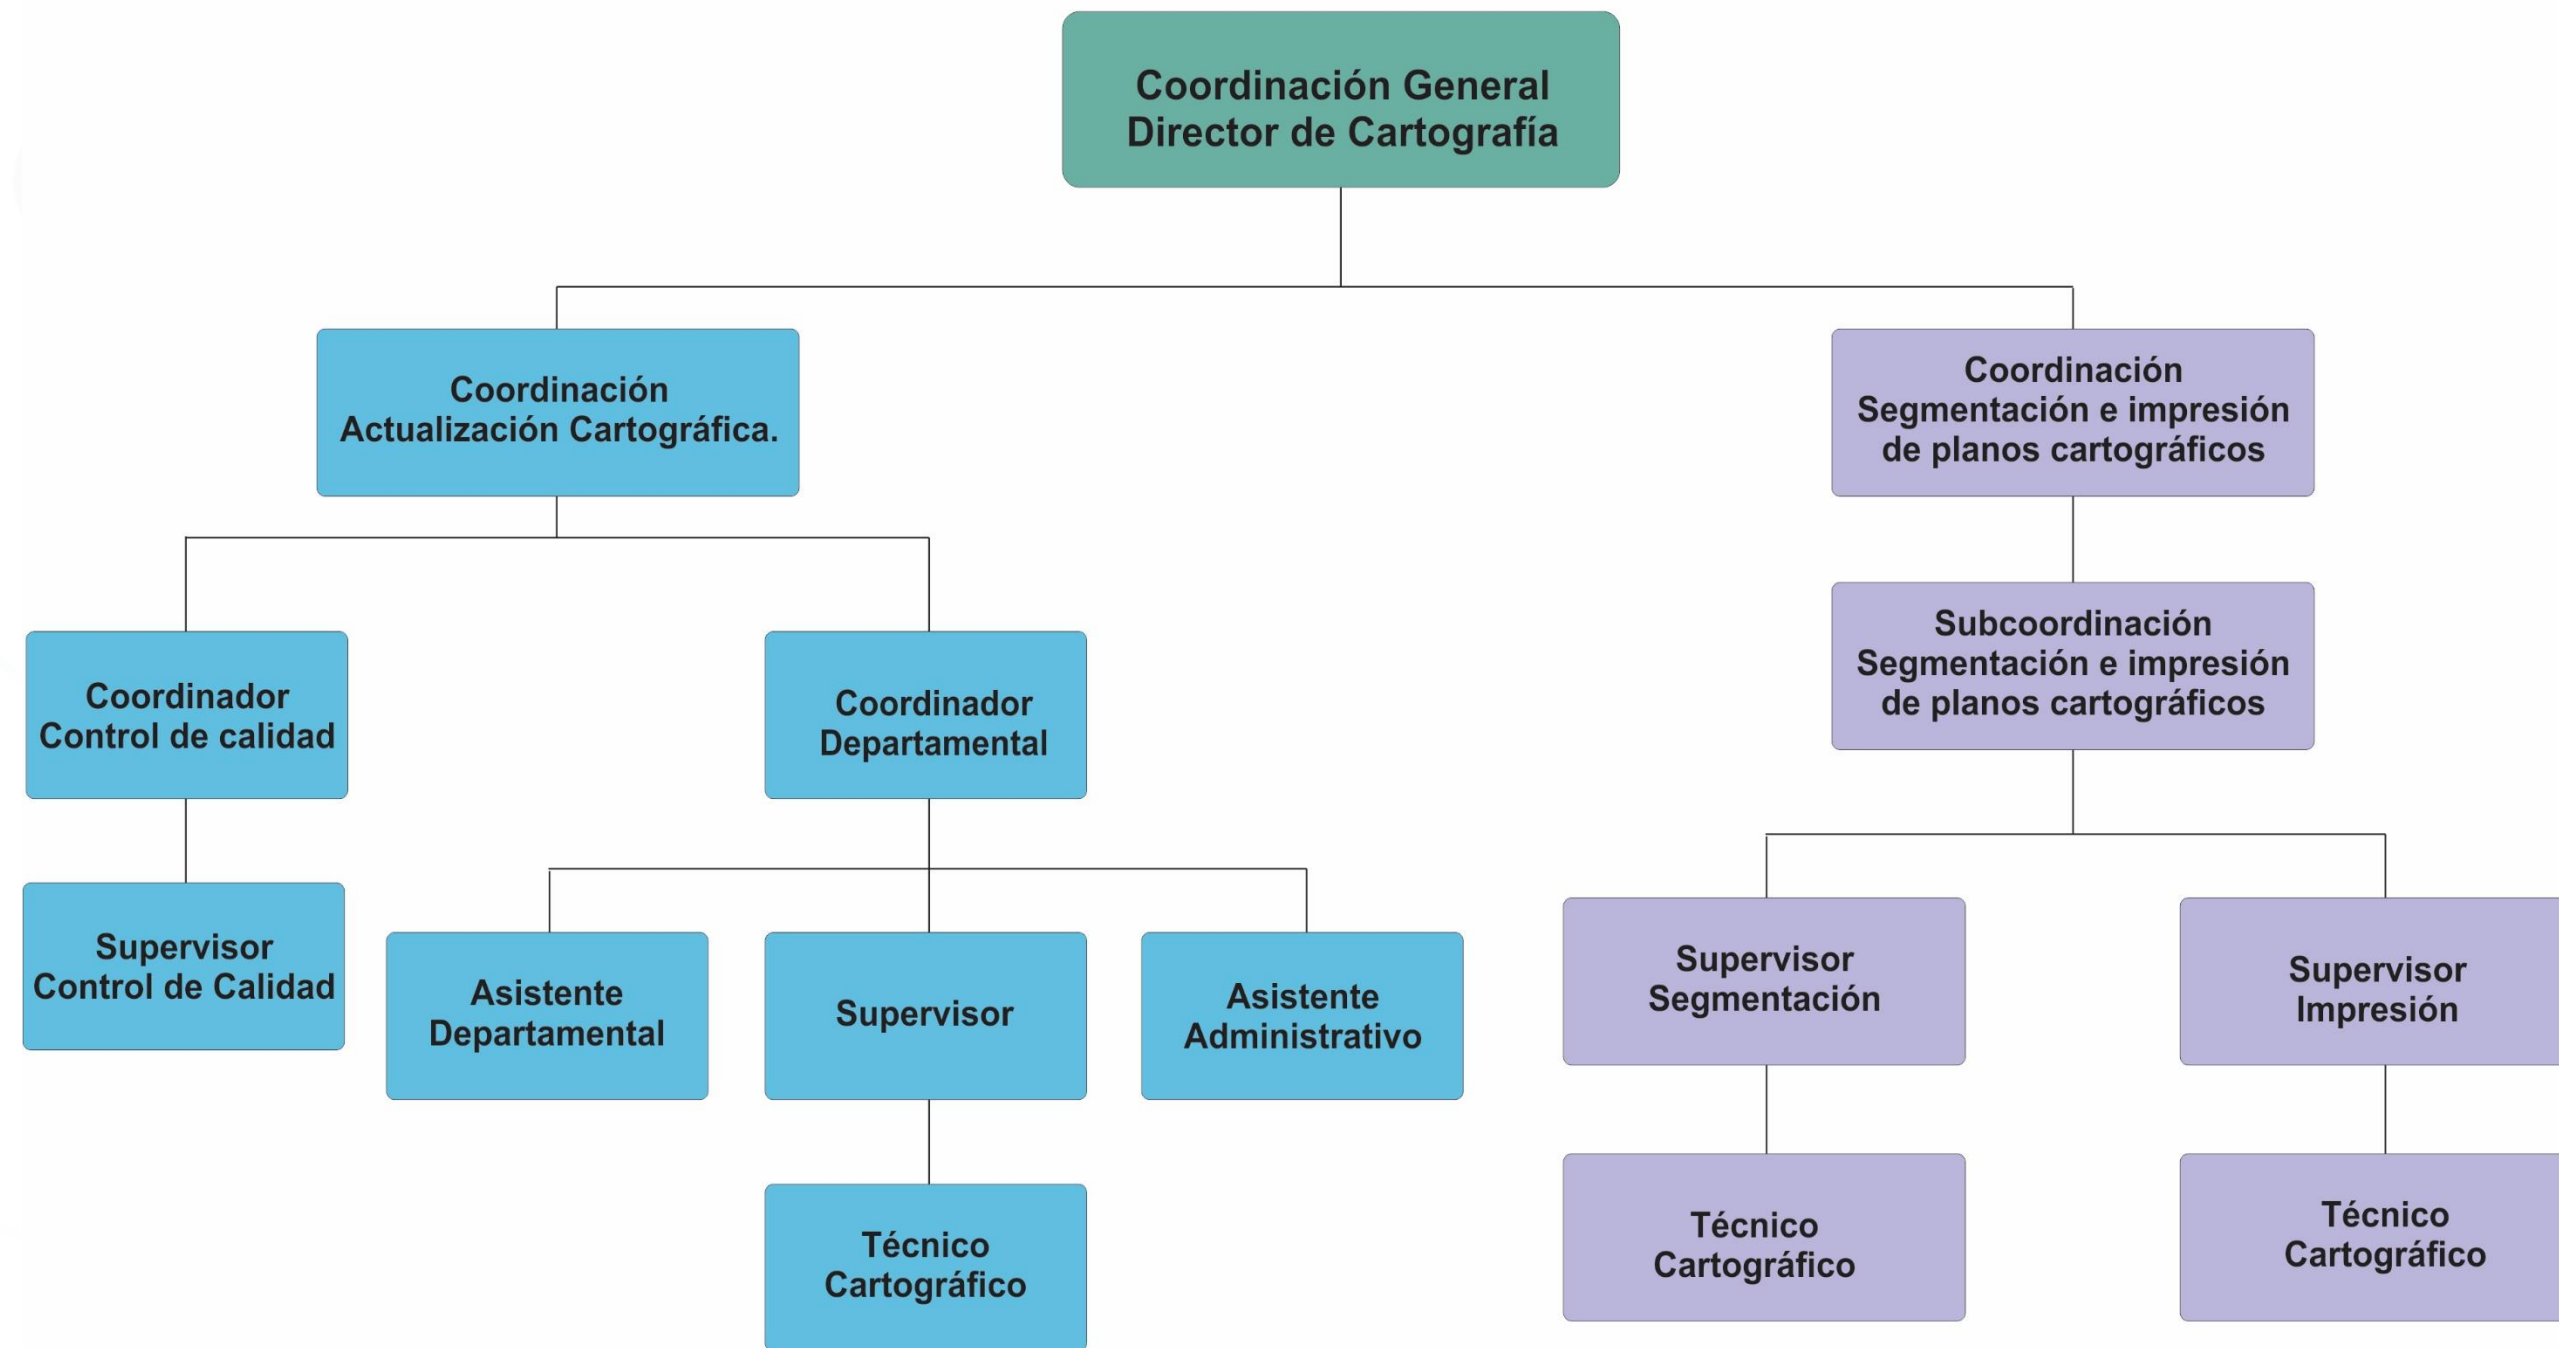 Coordinación General
Director de Cartografía
Coordinación
Actualización Cartográfica.
Coordinación
Segmentación e impresión
de planos cartográficos
Subcoordinación
Segmentación e impresión
de planos cartográficos
Coordinador
Control de calidad
Coordinador
Departamental
Supervisor
Control de Calidad
Asistente
Departamental
Supervisor
Asistente
Administrativo
Supervisor
Segmentación
Supervisor
Impresión
Técnico
Cartográfico
Técnico
Cartográfico
Técnico
Cartográfico